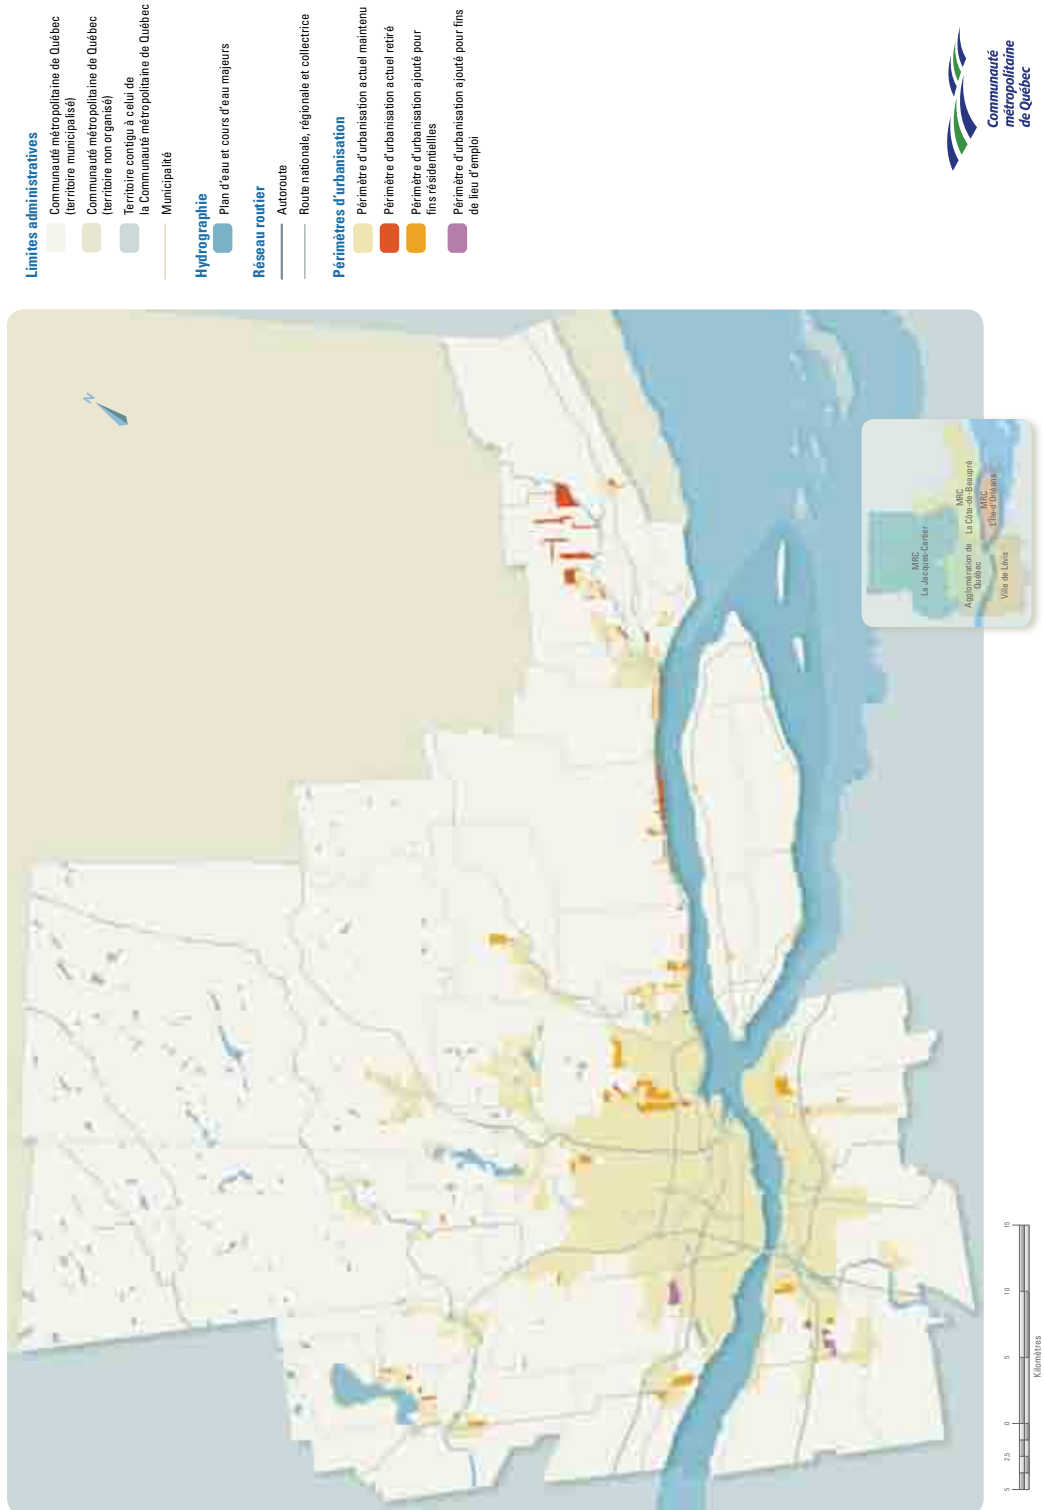 Limites administratives
Communauté métropolitaine de Québec
(territoire municipalisé)
Communauté métropolitaine de Québec
(territoire non organisé)
Territoire contigu à celui de
la Communauté métropolitaine de Québec
Municipalité
Hydrographie
Plan d'eau et cours d'eau majeurs
Réseau routier
Autoroute
Route nationale, régionale et collectrice
Périmètres d'urbanisation
Périmètre d'urbanisation actuel maintenu
Périmètre d'urbanisation actuel retiré
Périmètre d'urbanisation ajouté pour
fins résidentiellles
Périmètre d'urbanisation ajouté pour fins
de lieu d'emploi
Communauté
métropolitaine
de Québec
N
MRC
La Jacques-Cartier
MRC
La Côte-de-Beaupré
MRC
L'Île-d'Orléans
Agglomération de
Québec
Ville de Lévis
5 2,5 0 5 10 15
Kilomètres